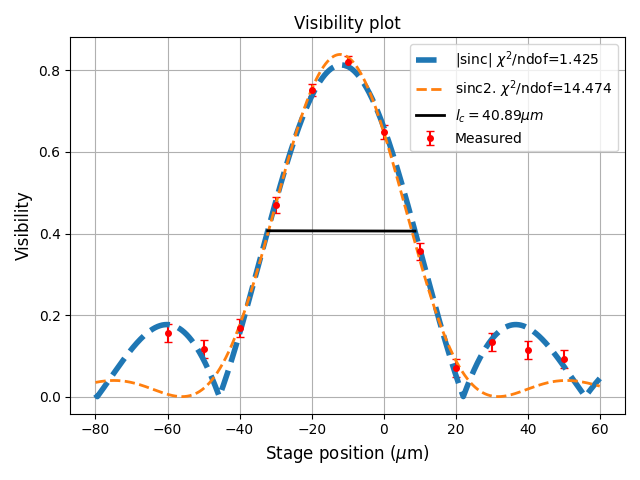 Visibility plot
|sinc| χ²/ndof=1.425
sinc2. χ²/ndof=14.474
l_c = 40.89μm
Measured
Visibility
0.8
0.6
0.4
0.2
0.0
−80 −60 −40 −20 0 20 40 60
Stage position (μm)